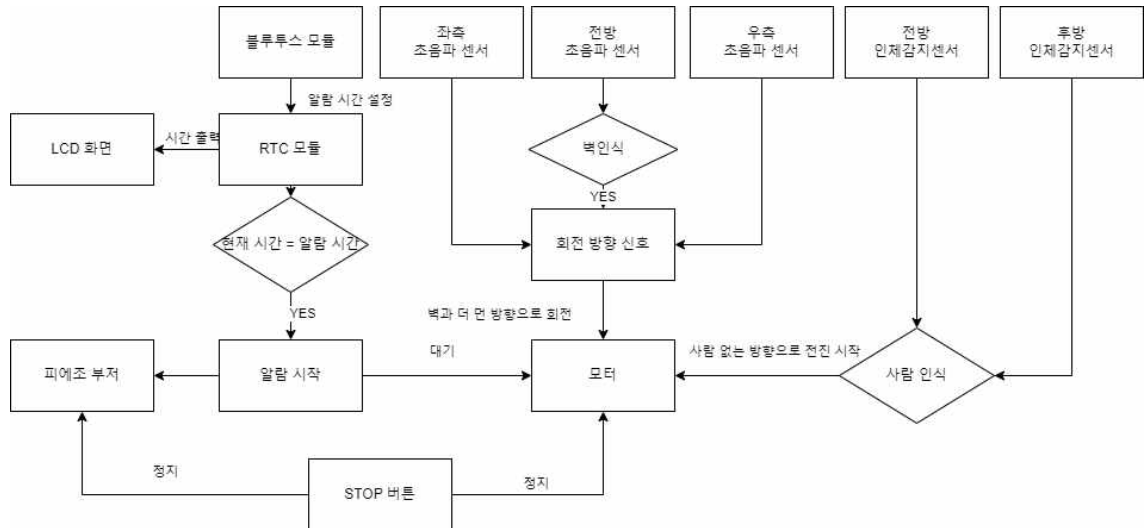 블루투스 모듈
좌측
초음파 센서
전방
초음파 센서
우측
초음파 센서
전방
인체감지센서
후방
인체감지센서
알람 시간 설정
LCD 화면
시간 출력
RTC 모듈
벽인식
YES
현재 시간 = 알람 시간
회전 방향 신호
YES
벽과 더 먼 방향으로 회전
피에조 부저
알람 시작
대기
모터
사람 없는 방향으로 전진 시작
사람 인식
정지
STOP 버튼
정지